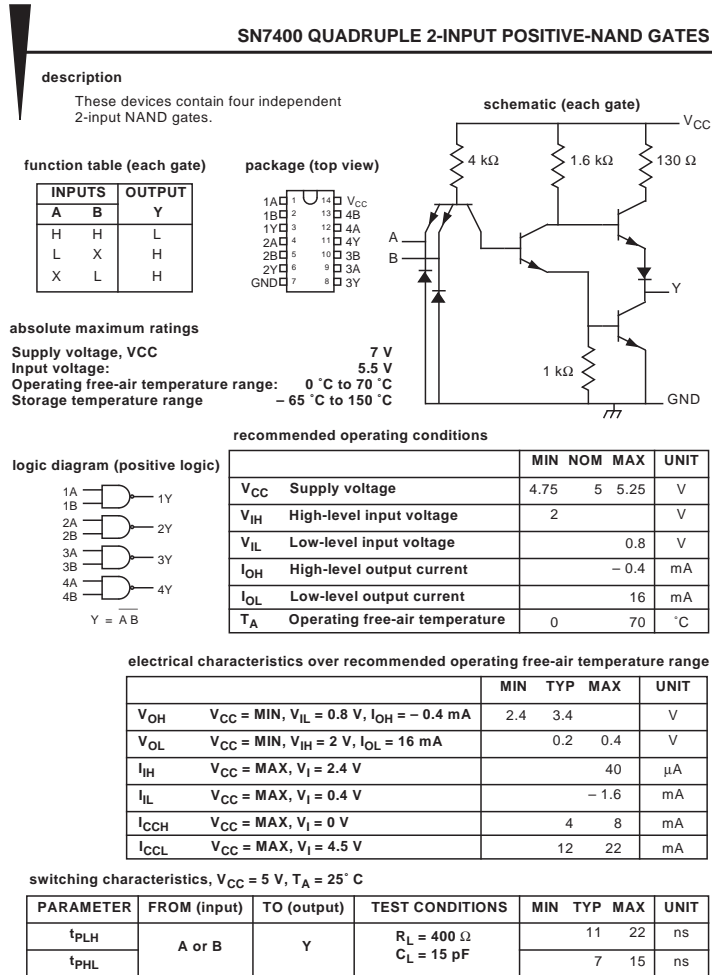 SN7400 QUADRUPLE 2-INPUT POSITIVE-NAND GATES
description
These devices contain four independent
2-input NAND gates.
function table (each gate)
INPUTS OUTPUT
A B Y
H H L
L X H
X L H
package (top view)
1A 1 14 VCC
1B 2 13 4B
1Y 3 12 4A
2A 4 11 4Y
2B 5 10 3B
2Y 6 9 3A
GND 7 8 3Y
schematic (each gate)
VCC
4 kΩ 1.6 kΩ 130 Ω
A
B
Y
1 kΩ
GND
absolute maximum ratings
Supply voltage, VCC 7 V
Input voltage: 5.5 V
Operating free-air temperature range: 0 ˚C to 70 ˚C
Storage temperature range – 65 ˚C to 150 ˚C
logic diagram (positive logic)
1A
1B 1Y
2A
2B 2Y
3A
3B 3Y
4A
4B 4Y
Y = A B
recommended operating conditions
MIN NOM MAX UNIT
VCC Supply voltage 4.75 5 5.25 V
VIH High-level input voltage 2 V
VIL Low-level input voltage 0.8 V
IOH High-level output current – 0.4 mA
IOL Low-level output current 16 mA
TA Operating free-air temperature 0 70 ˚C
electrical characteristics over recommended operating free-air temperature range
MIN TYP MAX UNIT
VOH VCC = MIN, VIL = 0.8 V, IOH = – 0.4 mA 2.4 3.4 V
VOL VCC = MIN, VIH = 2 V, IOL = 16 mA 0.2 0.4 V
IIH VCC = MAX, VI = 2.4 V 40 µA
IIL VCC = MAX, VI = 0.4 V – 1.6 mA
ICCH VCC = MAX, VI = 0 V 4 8 mA
ICCL VCC = MAX, VI = 4.5 V 12 22 mA
switching characteristics, VCC = 5 V, TA = 25˚ C
PARAMETER FROM (input) TO (output) TEST CONDITIONS MIN TYP MAX UNIT
tPLH A or B Y RL = 400 Ω 11 22 ns
tPHL CL = 15 pF 7 15 ns